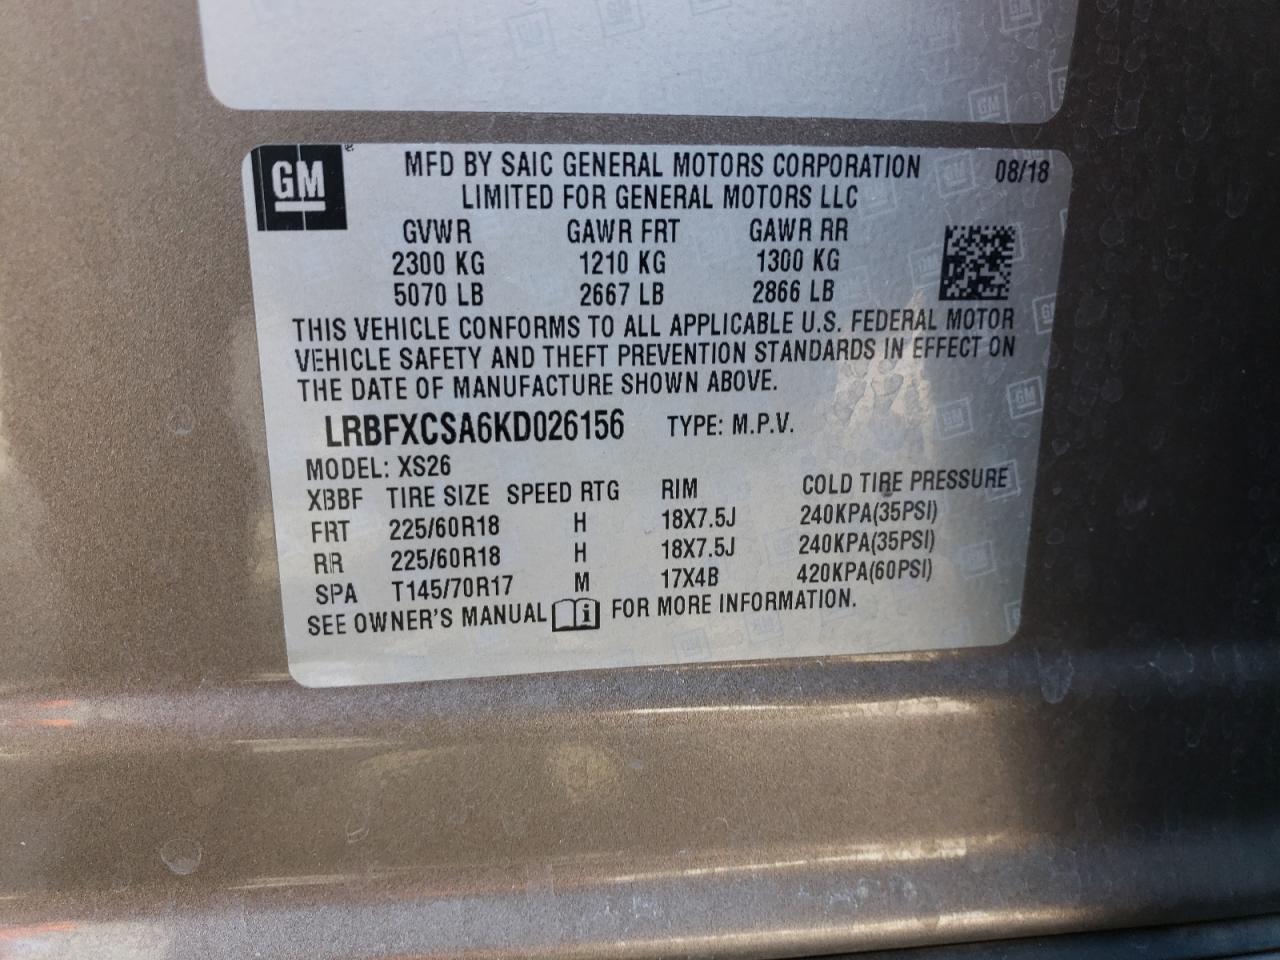 GM ® MFD BY SAIC GENERAL MOTORS CORPORATION 08/18
LIMITED FOR GENERAL MOTORS LLC
GVWR GAWR FRT GAWR RR
2300 KG 1210 KG 1300 KG
5070 LB 2667 LB 2866 LB
THIS VEHICLE CONFORMS TO ALL APPLICABLE U.S. FEDERAL MOTOR
VEHICLE SAFETY AND THEFT PREVENTION STANDARDS IN EFFECT ON
THE DATE OF MANUFACTURE SHOWN ABOVE.
LRBFXCSA6KD026156 TYPE: M.P.V.
MODEL: XS26
XBBF TIRE SIZE SPEED RTG RIM COLD TIRE PRESSURE
FRT 225/60R18 H 18X7.5J 240KPA(35PSI)
RR 225/60R18 H 18X7.5J 240KPA(35PSI)
SPA T145/70R17 M 17X4B 420KPA(60PSI)
SEE OWNER'S MANUAL i FOR MORE INFORMATION.